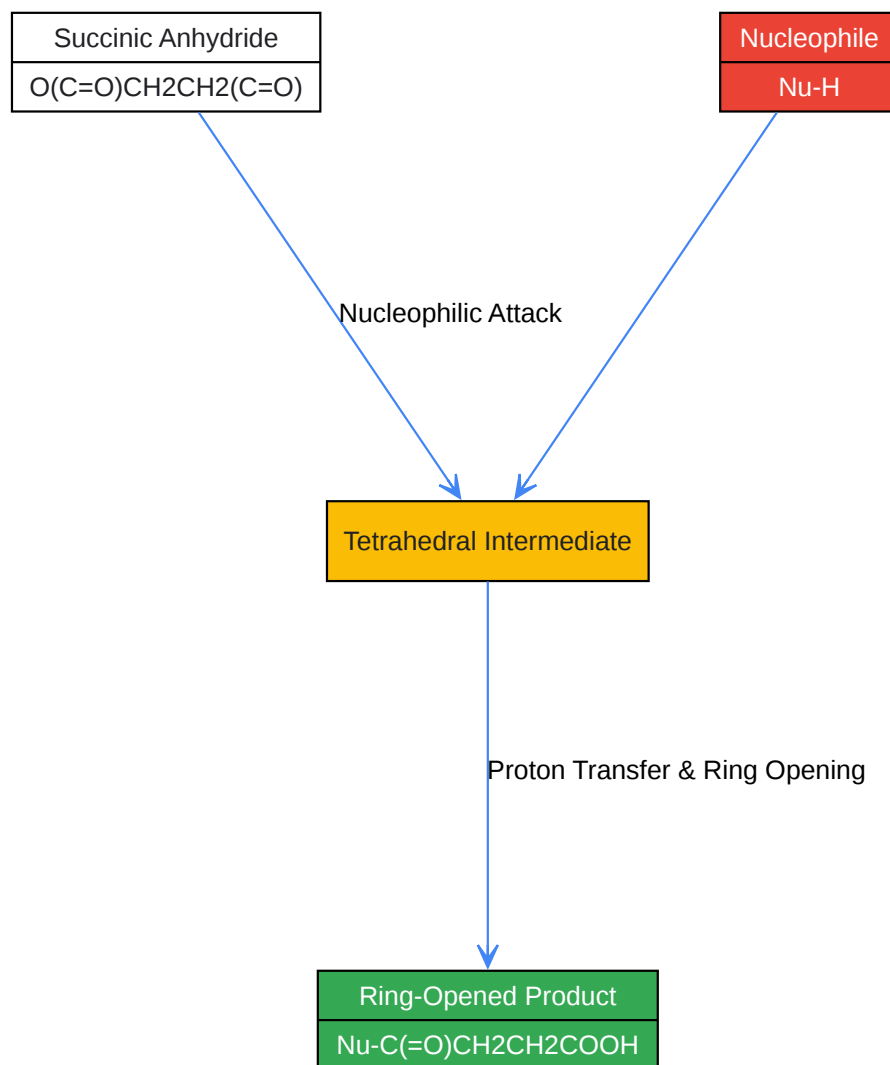 Succinic Anhydride
O(C=O)CH2CH2(C=O)
Nucleophile
Nu-H
Nucleophilic Attack
Tetrahedral Intermediate
Proton Transfer & Ring Opening
Ring-Opened Product
Nu-C(=O)CH2CH2COOH